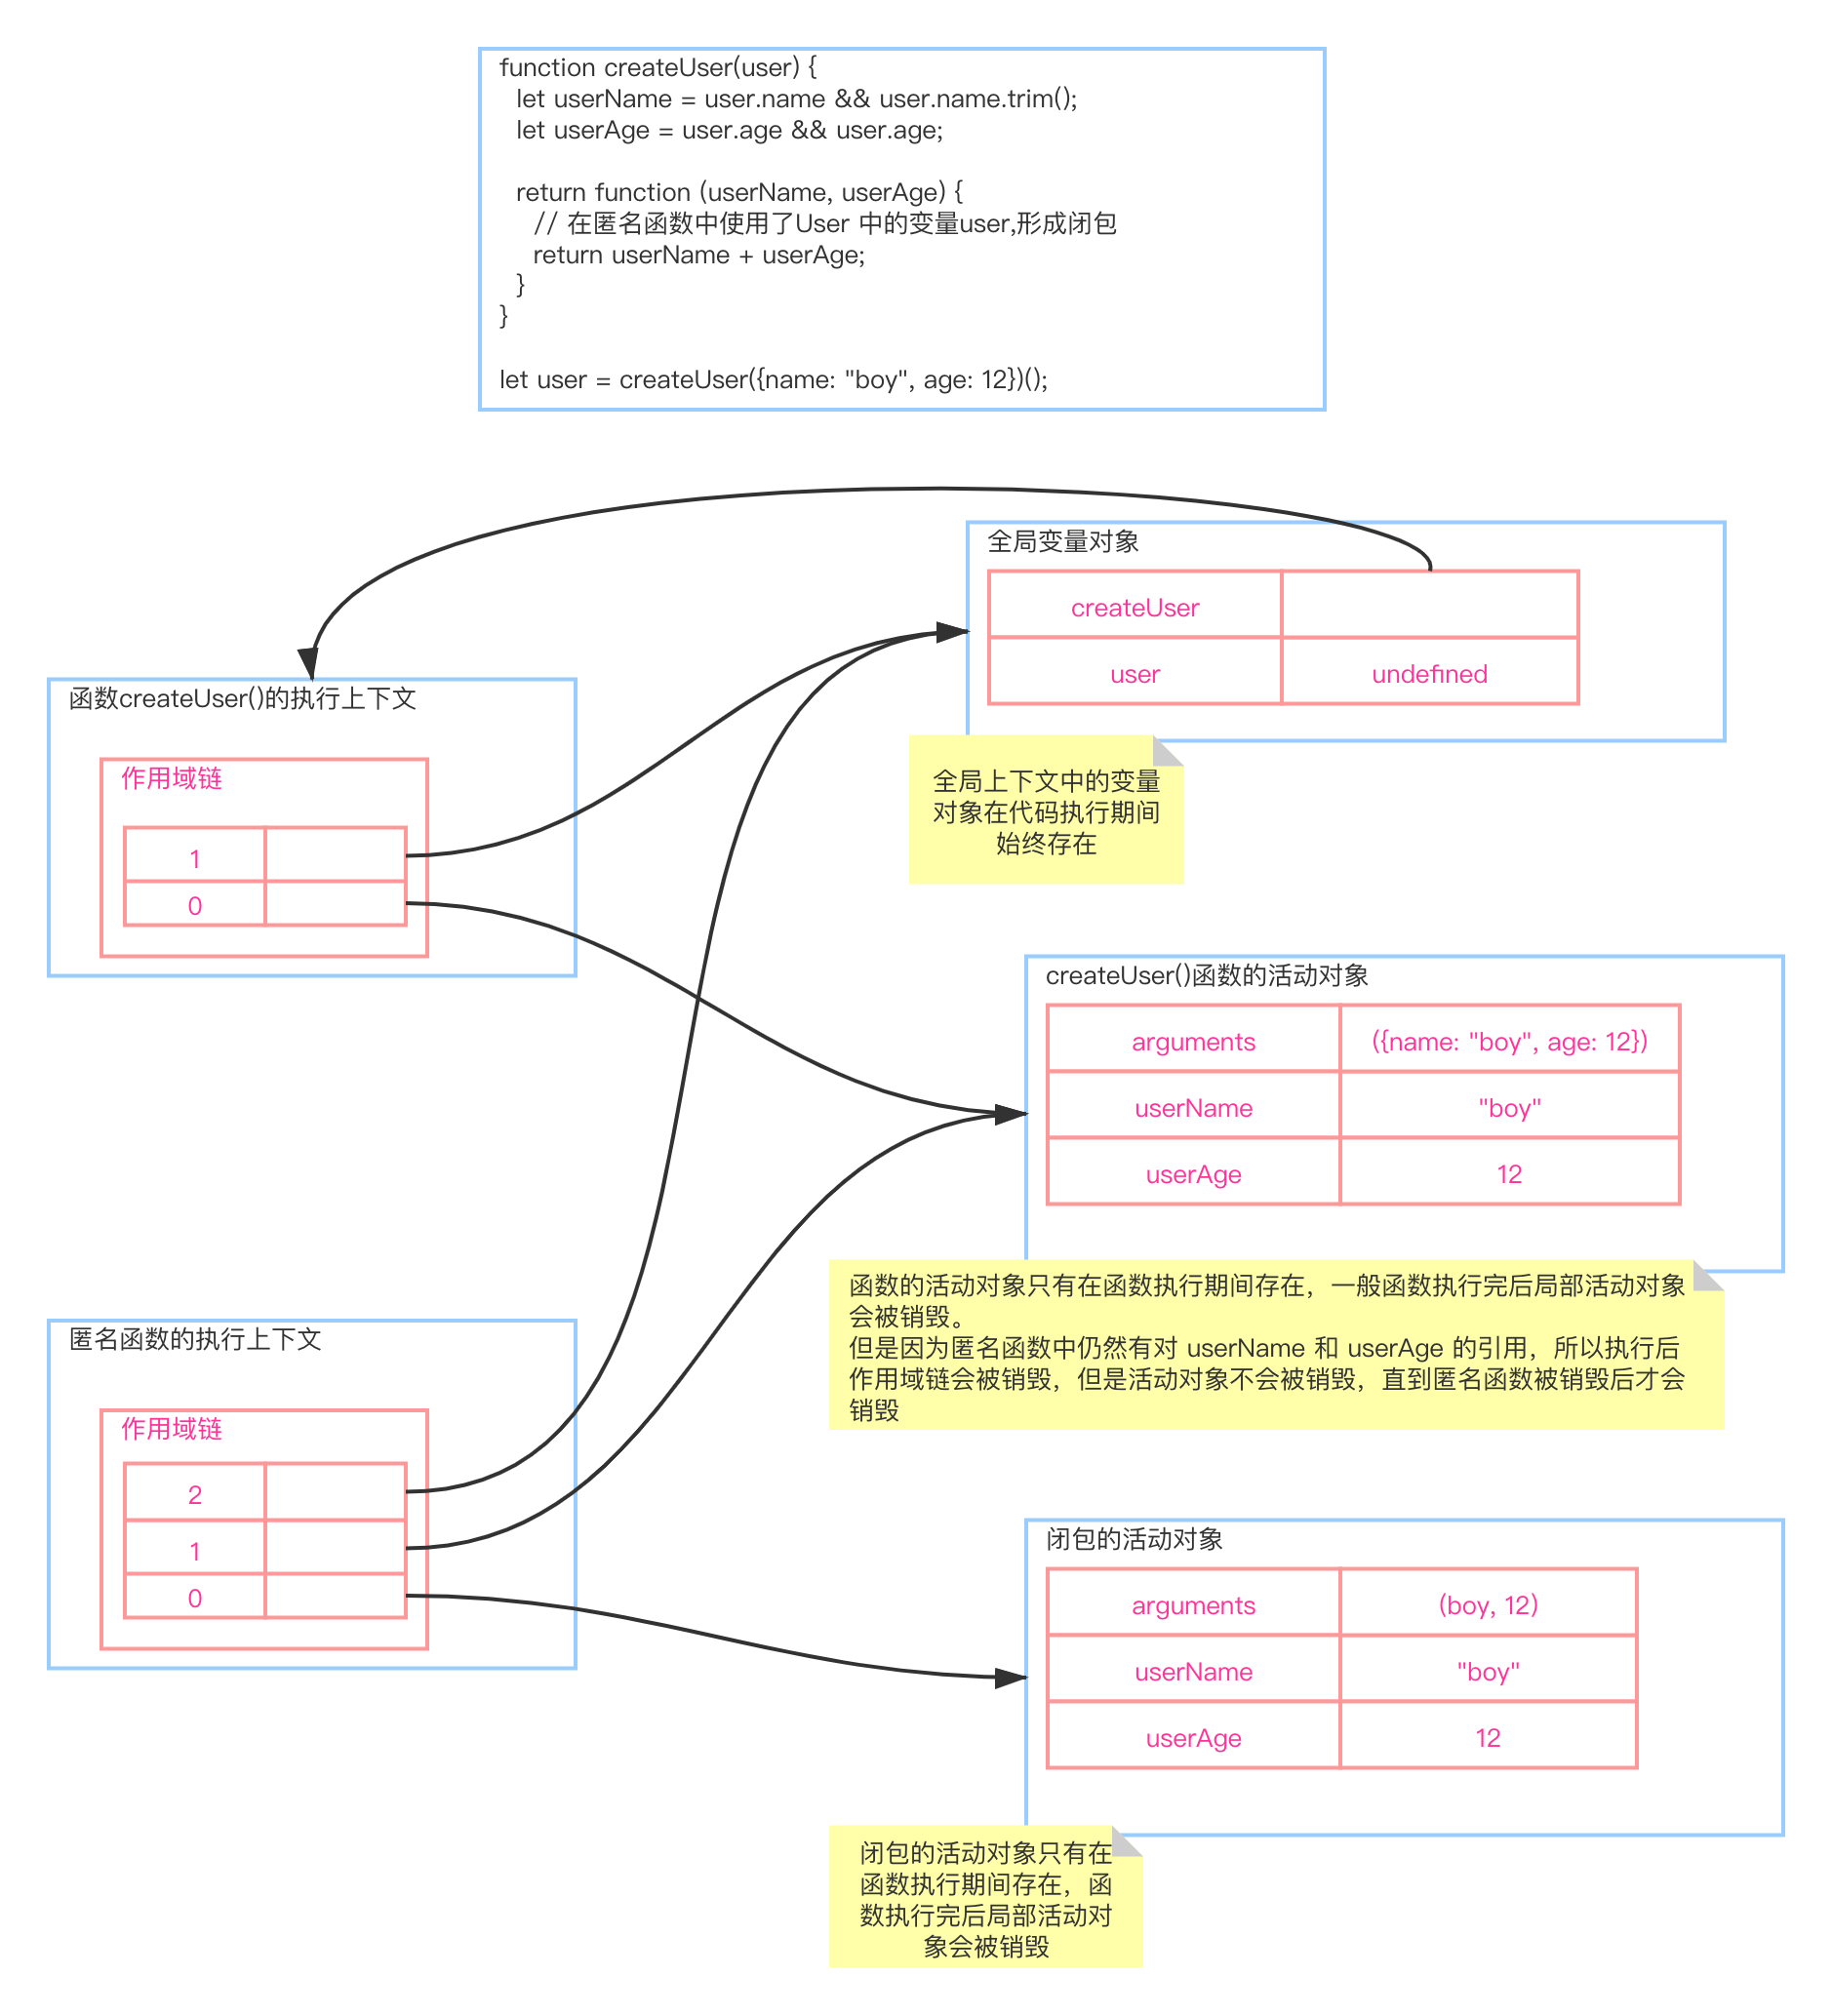 function createUser(user) {
let userName = user.name && user.name.trim();
let userAge = user.age && user.age;
return function (userName, userAge) {
// 在匿名函数中使用了User 中的变量user,形成闭包
return userName + userAge;
}
}
let user = createUser({name: "boy", age: 12})();
全局变量对象
createUser
user undefined
全局上下文中的变量
对象在代码执行期间
始终存在
函数createUser()的执行上下文
作用域链
1
0
createUser()函数的活动对象
arguments ({name: "boy", age: 12})
userName "boy"
userAge 12
函数的活动对象只有在函数执行期间存在，一般函数执行完后局部活动对象
会被销毁。
但是因为匿名函数中仍然有对 userName 和 userAge 的引用，所以执行后
作用域链会被销毁，但是活动对象不会被销毁，直到匿名函数被销毁后才会
销毁
匿名函数的执行上下文
作用域链
2
1
0
闭包的活动对象
arguments (boy, 12)
userName "boy"
userAge 12
闭包的活动对象只有在
函数执行期间存在，函
数执行完后局部活动对
象会被销毁